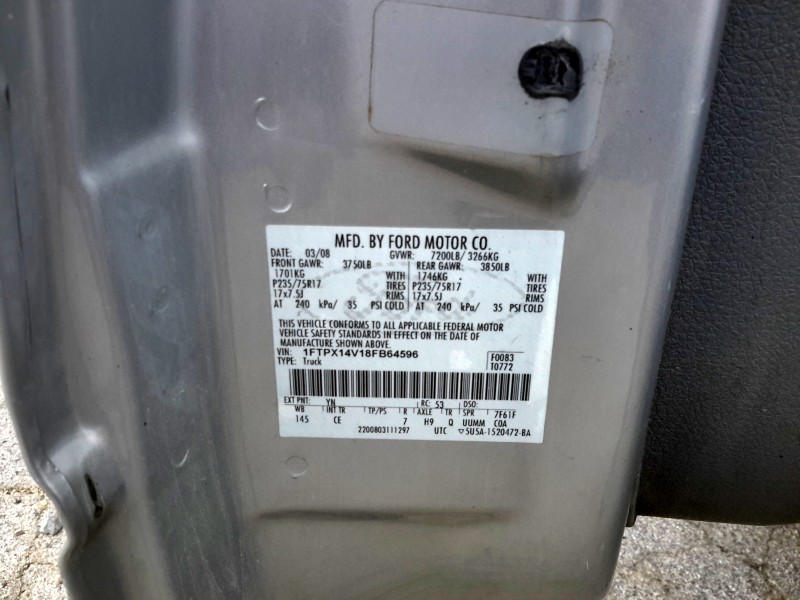 MFD. BY FORD MOTOR CO.
DATE: 03/08 GVWR: 7200LB/ 3266KG
FRONT GAWR: 3750LB REAR GAWR: 3850LB
1701KG WITH 1746KG WITH
P235/75R17 TIRES P235/75R17 TIRES
17x7.5J RIMS 17x7.5J RIMS
AT 240 kPa/ 35 PSI COLD AT 240 kPa/ 35 PSI COLD
THIS VEHICLE CONFORMS TO ALL APPLICABLE FEDERAL MOTOR
VEHICLE SAFETY STANDARDS IN EFFECT ON THE DATE OF
MANUFACTURE SHOWN ABOVE.
VIN: 1FTPX14V18FB64596 F0083
TYPE: Truck T0772
EXT PNT: YN RC: 53 DSO:
WB INT TR TP/PS R AXLE TR SPR 7F61F
145 CE 7 H9 Q UUMM COA
2200803111297 UTC ▽5U5A-1520472-BA